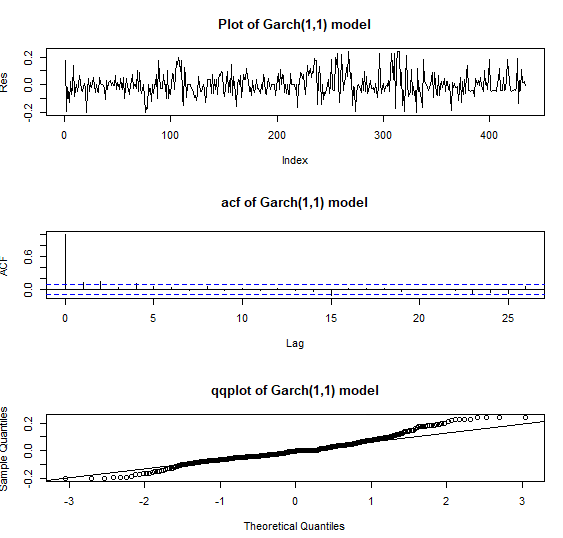 Plot of Garch(1,1) model
Res
0.2
0.0
-0.2
0 100 200 300 400
Index
acf of Garch(1,1) model
ACF
0.6
0.0
0 5 10 15 20 25
Lag
qqplot of Garch(1,1) model
Sample Quantiles
0.2
0.0
-0.2
-3 -2 -1 0 1 2 3
Theoretical Quantiles